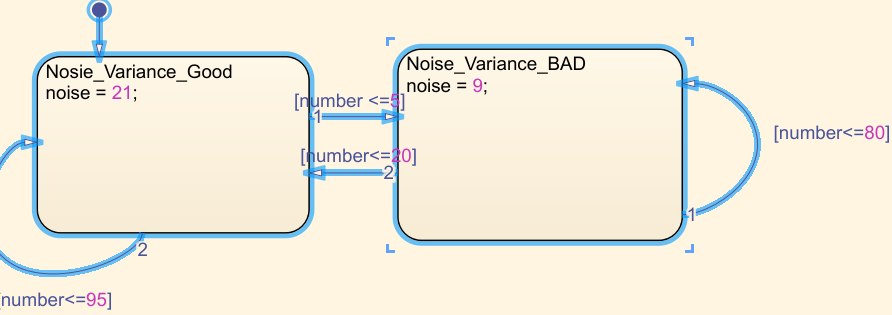 Nosie_Variance_Good
noise = 21;
[number <=5]
1
[number<=20]
2
2
[number<=95]
Noise_Variance_BAD
noise = 9;
[number<=80]
1